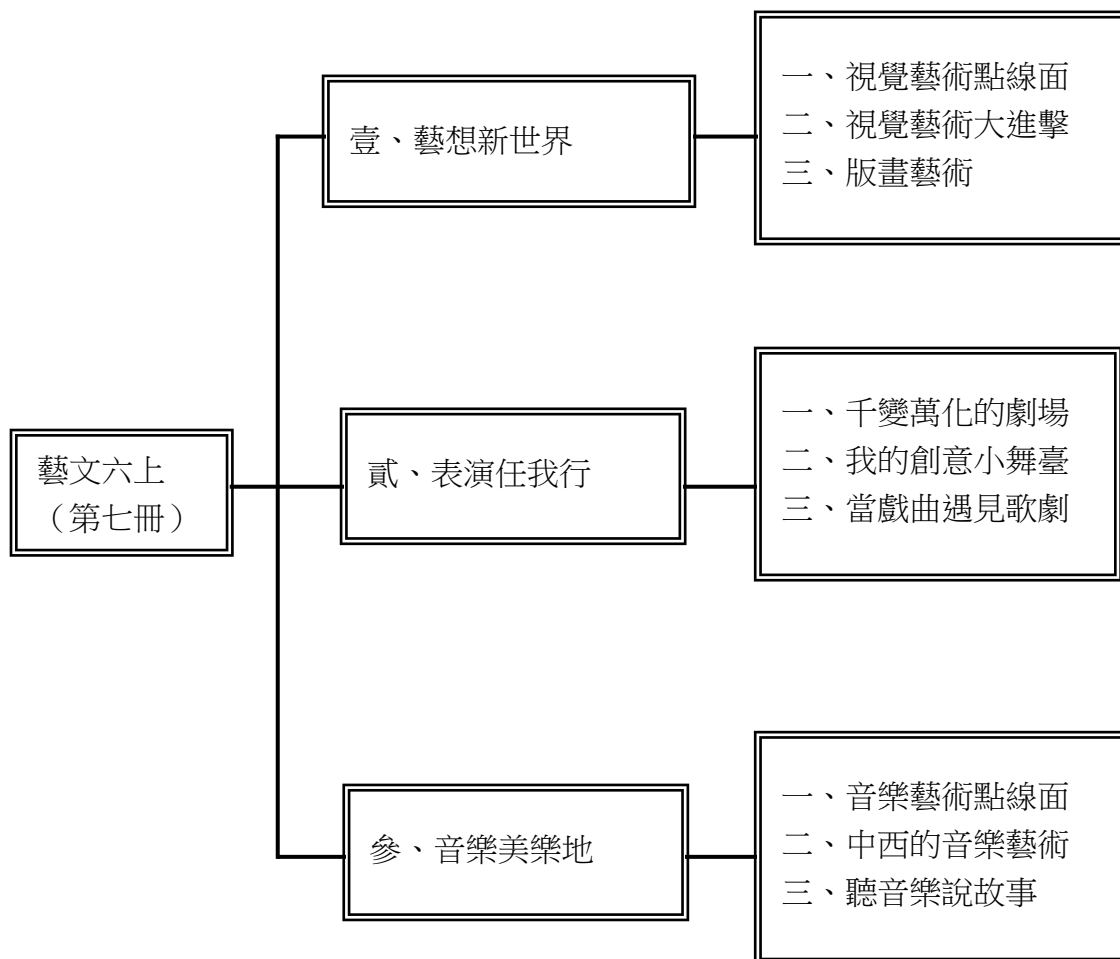 藝文六上
（第七冊）
壹、藝想新世界
一、視覺藝術點線面
二、視覺藝術大進擊
三、版畫藝術
貳、表演任我行
一、千變萬化的劇場
二、我的創意小舞臺
三、當戲曲遇見歌劇
參、音樂美樂地
一、音樂藝術點線面
二、中西的音樂藝術
三、聽音樂說故事